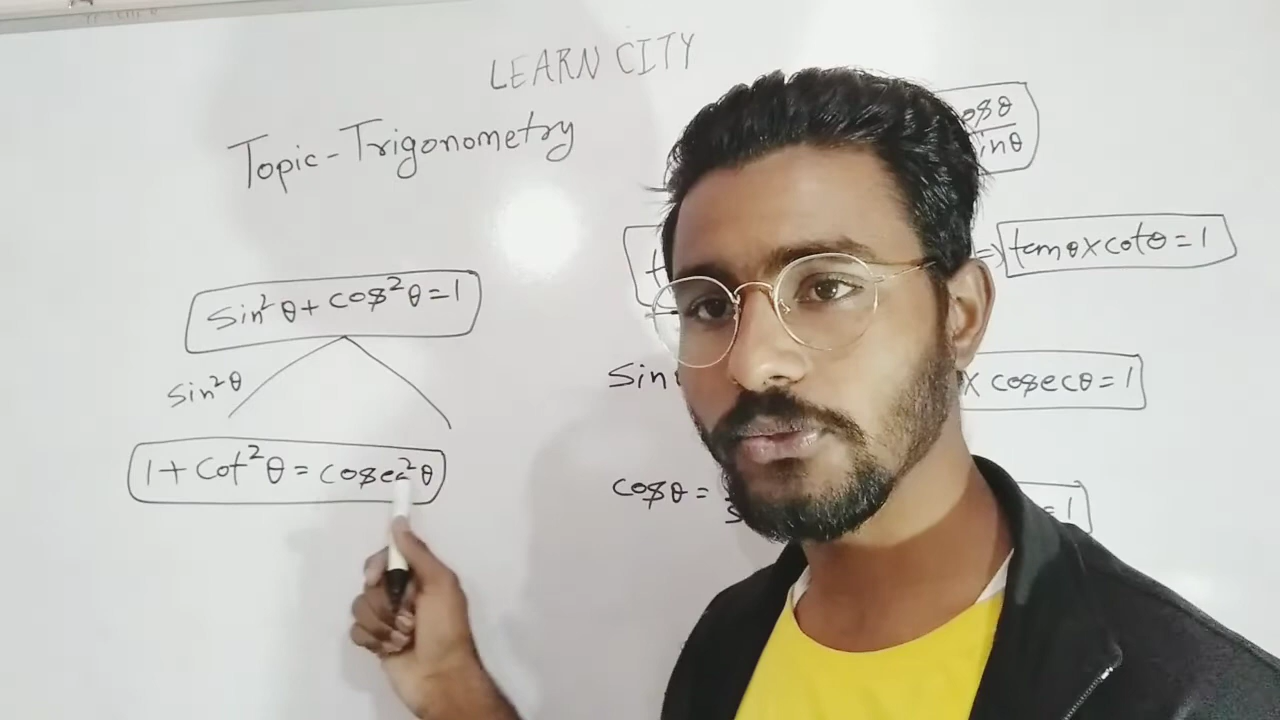 LEARN CITY
Topic-Trigonometry
cosθ
sinθ
⇒ tanθ×cotθ=1
sin²θ+cos²θ=1
sin²θ
Sin
× cosecθ=1
1+cot²θ=cosec²θ
cosθ =
=1